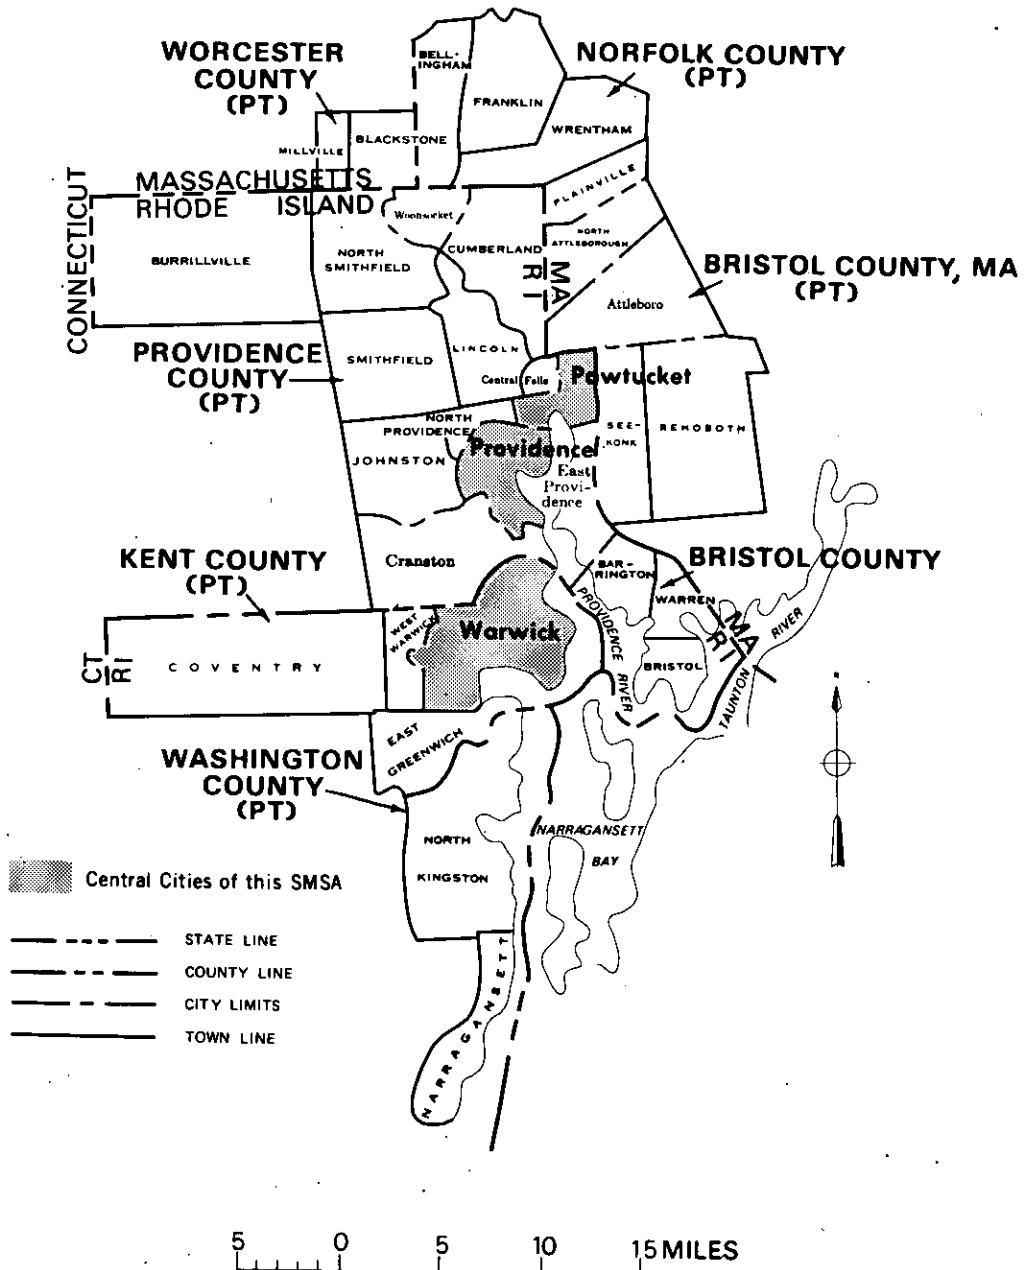 WORCESTER
COUNTY
(PT)
NORFOLK COUNTY
(PT)
BELL-
INGHAM
FRANKLIN
WRENTHAM
MILLVILLE
BLACKSTONE
PLAINVILLE
MASSACHUSETTS
RHODE ISLAND
CONNECTICUT
Woonsocket
NORTH
ATTLEBOROUGH
BURRILLVILLE
NORTH
SMITHFIELD
CUMBERLAND
MA
RI
BRISTOL COUNTY, MA
(PT)
Attleboro
PROVIDENCE
COUNTY
(PT)
SMITHFIELD
LINCOLN
Central Falls
Pawtucket
NORTH
PROVIDENCE
JOHNSTON
Providence
East
Provi-
dence
SEE-
KONK
REHOBOTH
Cranston
KENT COUNTY
(PT)
BAR-
RINGTON
BRISTOL COUNTY
WARREN
CT
RI
COVENTRY
WEST
WARWICK
Warwick
PROVIDENCE
RIVER
BRISTOL
MA
RI
TAUNTON
RIVER
EAST
GREENWICH
WASHINGTON
COUNTY
(PT)
NORTH
KINGSTON
NARRAGANSETT
BAY
NARRAGANSETT
Central Cities of this SMSA
STATE LINE
COUNTY LINE
CITY LIMITS
TOWN LINE
5 0 5 10 15 MILES